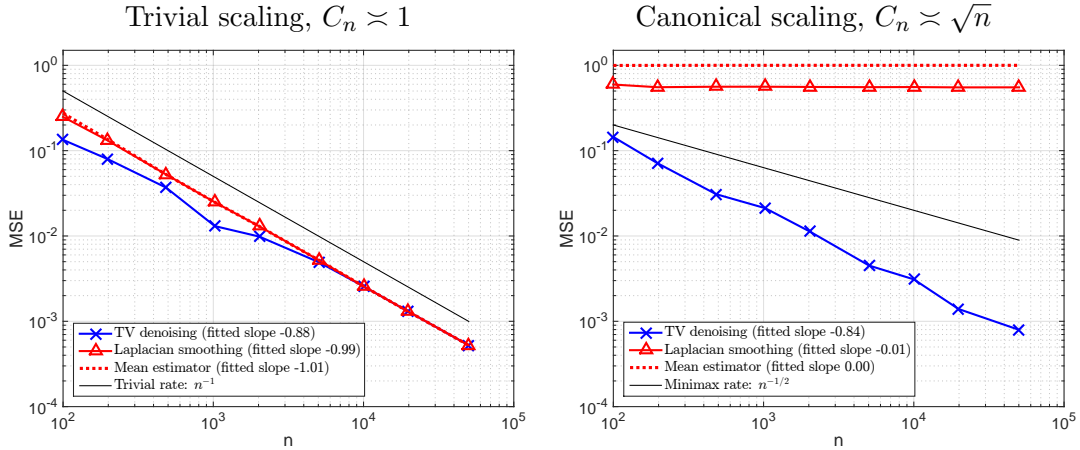 Trivial scaling, $C_n \asymp 1$
10^0
10^{-1}
10^{-2}
10^{-3}
10^{-4}
MSE
TV denoising (fitted slope -0.88)
Laplacian smoothing (fitted slope -0.99)
Mean estimator (fitted slope -1.01)
Trivial rate: $n^{-1}$
10^2 10^3 10^4 10^5
n
Canonical scaling, $C_n \asymp \sqrt{n}$
10^0
10^{-1}
10^{-2}
10^{-3}
10^{-4}
MSE
TV denoising (fitted slope -0.84)
Laplacian smoothing (fitted slope -0.01)
Mean estimator (fitted slope 0.00)
Minimax rate: $n^{-1/2}$
10^2 10^3 10^4 10^5
n